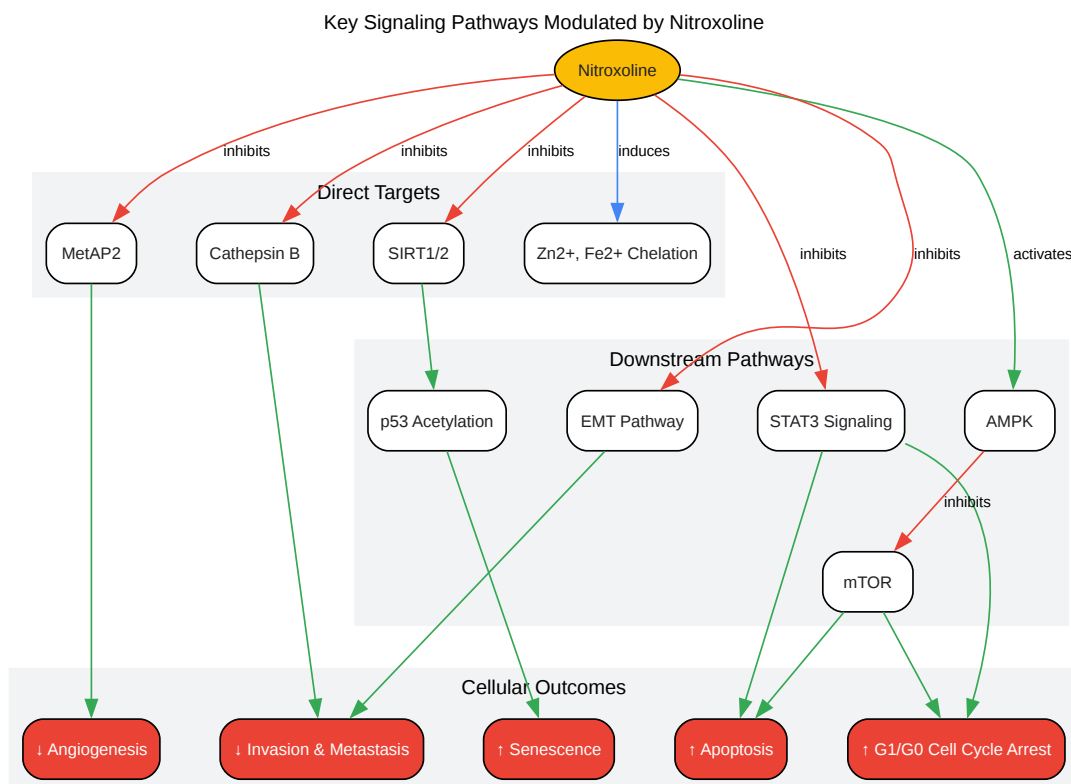 Key Signaling Pathways Modulated by Nitroxoline
Nitroxoline
inhibits
inhibits
inhibits
induces
Direct Targets
MetAP2
Cathepsin B
SIRT1/2
Zn2+, Fe2+ Chelation
inhibits
inhibits
activates
Downstream Pathways
p53 Acetylation
EMT Pathway
STAT3 Signaling
AMPK
inhibits
mTOR
Cellular Outcomes
↓ Angiogenesis
↓ Invasion & Metastasis
↑ Senescence
↑ Apoptosis
↑ G1/G0 Cell Cycle Arrest